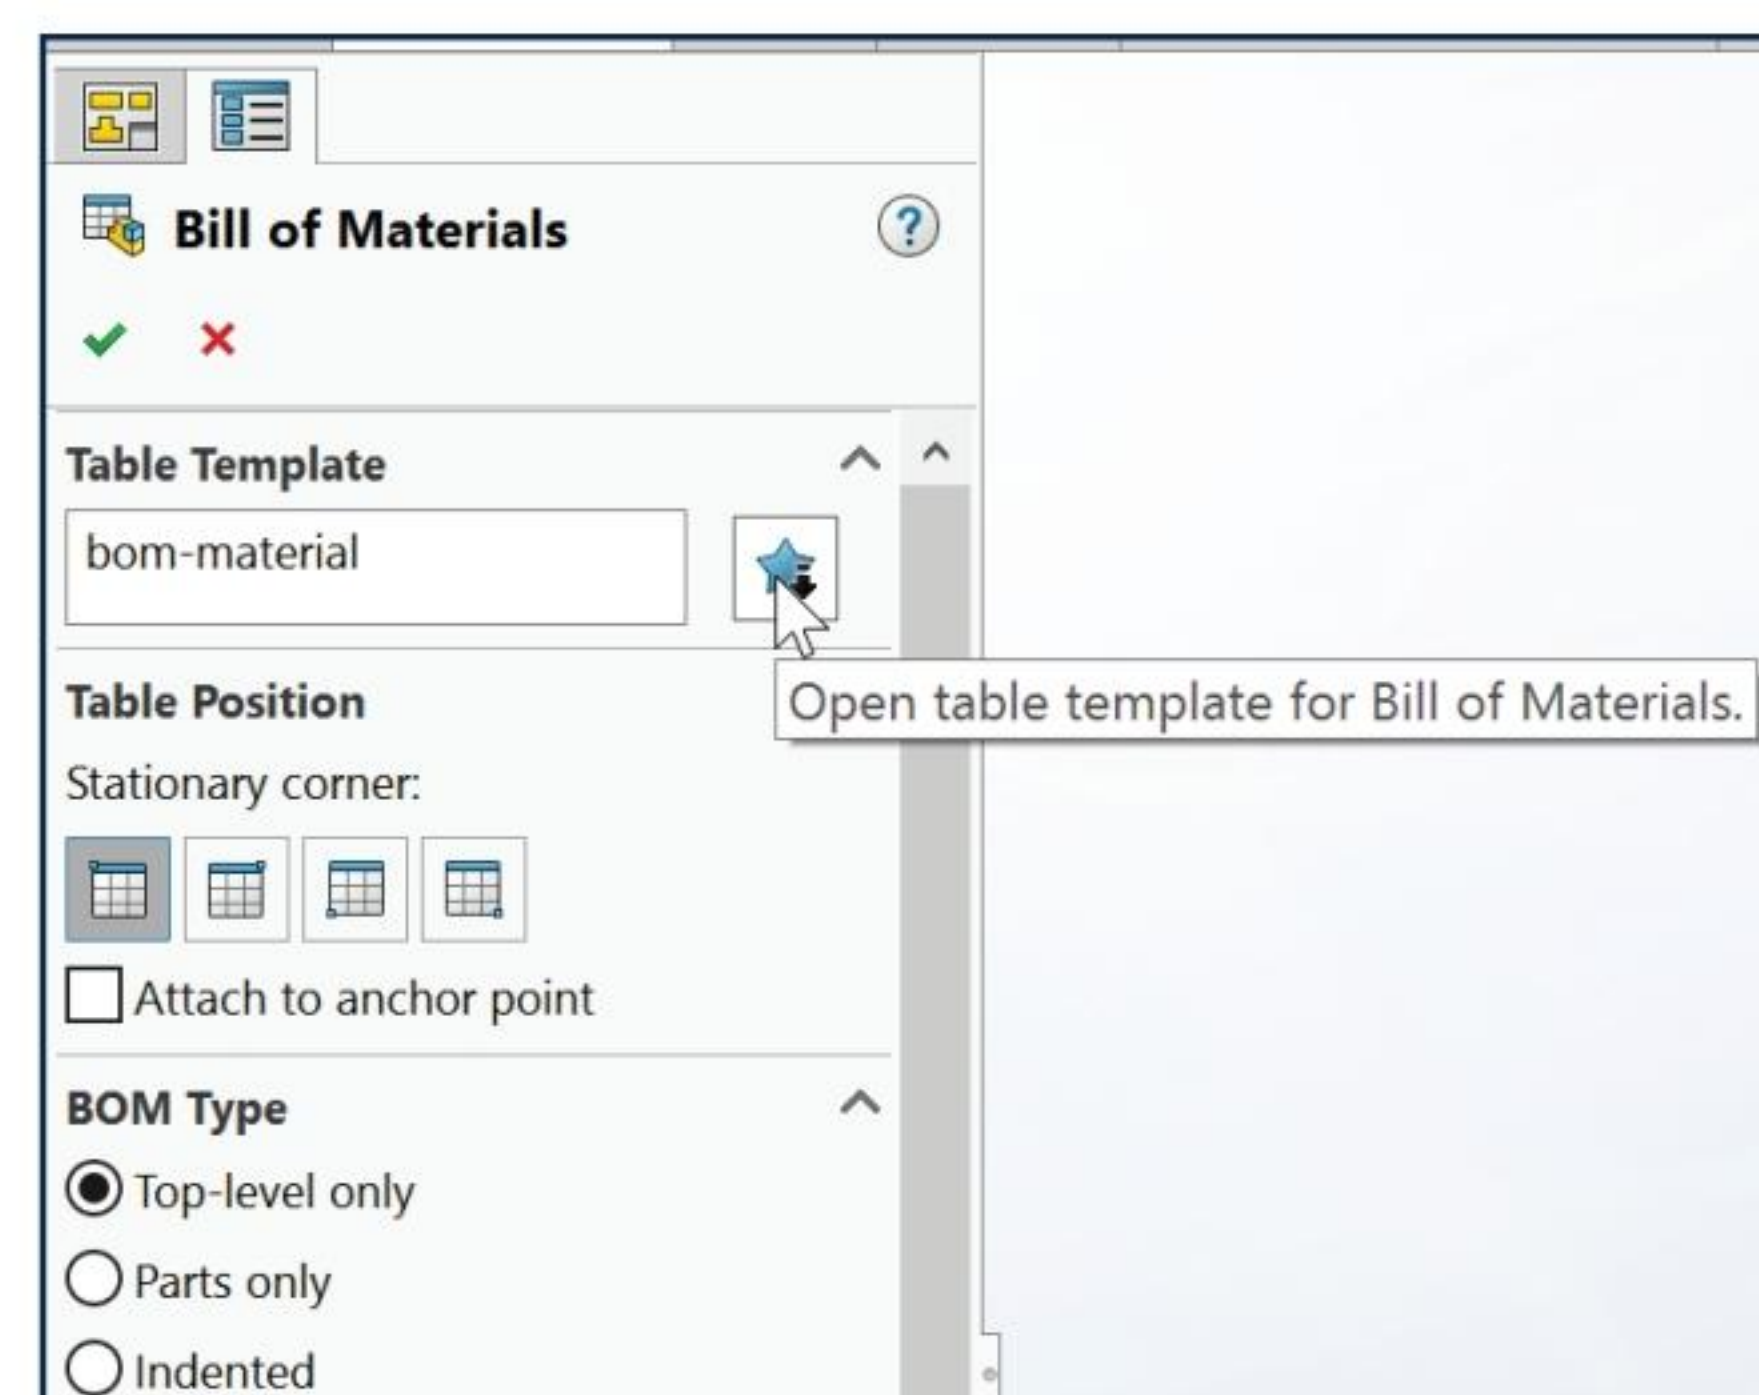 Bill of Materials
?
Table Template
bom-material
Open table template for Bill of Materials.
Table Position
Stationary corner:
Attach to anchor point
BOM Type
Top-level only
Parts only
Indented